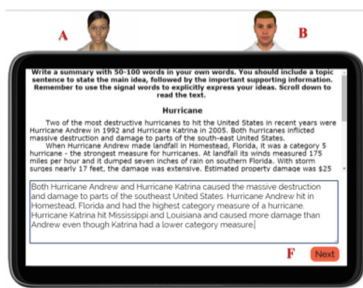 A
B
Write a summary with 50-100 words in your own words. You should include a topic
sentence to state the main idea, followed by the important supporting information.
Remember to use the signal words to explicitly express your ideas. Scroll down to
read the text.
Hurricane
Two of the most destructive hurricanes to hit the United States in recent years were
Hurricane Andrew in 1992 and Hurricane Katrina in 2005. Both hurricanes inflicted
massive destruction and damage to parts of the south-east United States.
When Hurricane Andrew made landfall in Homestead, Florida, it was a category 5
hurricane - the strongest measure for hurricanes. At landfall its winds measured 175
miles per hour and it dumped seven inches of rain on southern Florida. With storm
surges nearly 17 feet, the damage was extensive. Estimated property damage was $25
Both Hurricane Andrew and Hurricane Katrina caused the massive destruction
and damage to parts of the southeast United States. Hurricane Andrew hit in
Homestead, Florida and had the highest category measure of a hurricane.
Hurricane Katrina hit Mississippi and Louisiana and caused more damage than
Andrew even though Katrina had a lower category measure.
F Next